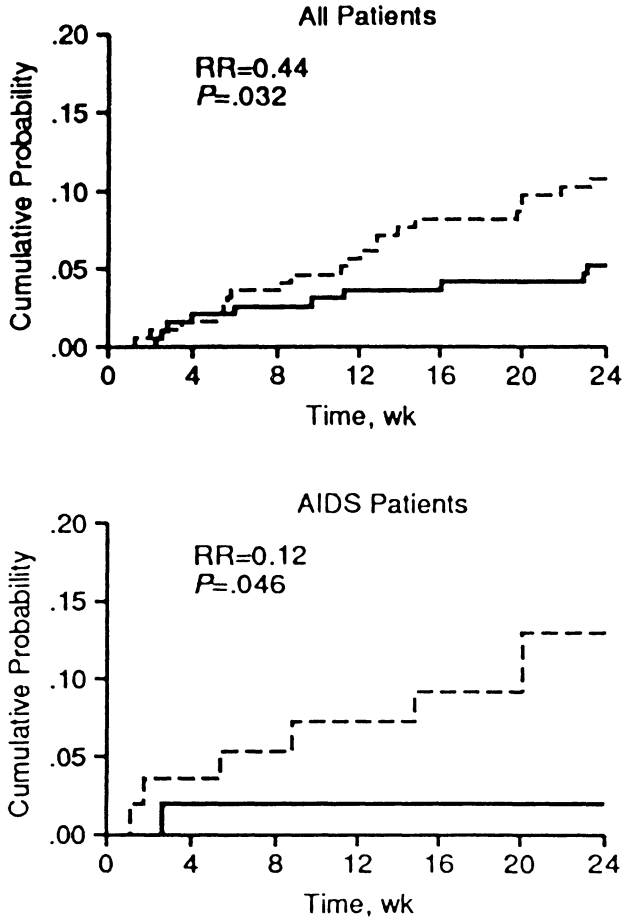 All Patients
RR=0.44
P=.032
Cumulative Probability
.20
.15
.10
.05
.00
0 4 8 12 16 20 24
Time, wk
AIDS Patients
RR=0.12
P=.046
Cumulative Probability
.20
.15
.10
.05
.00
0 4 8 12 16 20 24
Time, wk